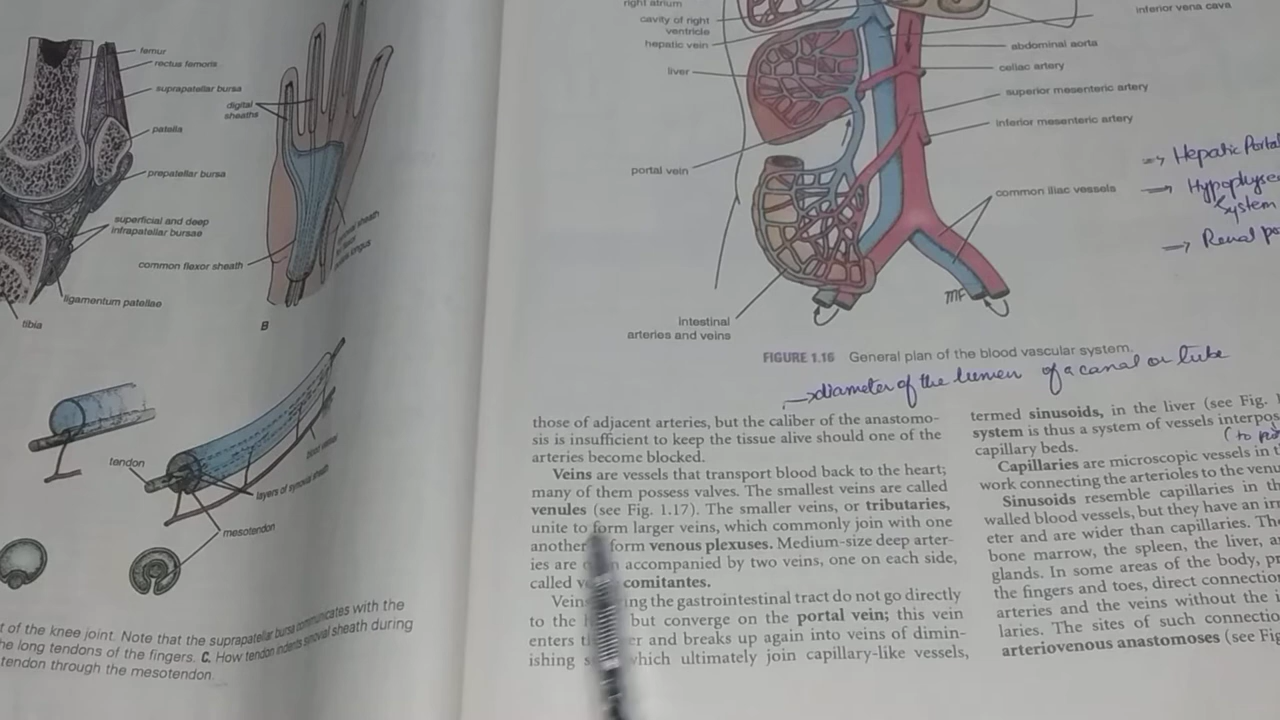 femur
rectus femoris
suprapatellar bursa
patella
prepatellar bursa
superficial and deep
infrapatellar bursae
common flexor sheath
ligamentum patellae
tibia
digital
sheaths
B
tendon
layers of synovial sheath
mesotendon
t of the knee joint. Note that the suprapatellar bursa communicates with the
he long tendons of the fingers. C. How tendon indents synovial sheath during
tendon through the mesotendon.
right atrium
cavity of right
ventricle
hepatic vein
liver
portal vein
intestinal
arteries and veins
inferior vena cava
abdominal aorta
celiac artery
superior mesenteric artery
inferior mesenteric artery
common iliac vessels
MF
→ Hepatic Portal
→ Hypophyse
System
→ Renal po
FIGURE 1.16 General plan of the blood vascular system.
→diameter of the lumen of a canal or tube
those of adjacent arteries, but the caliber of the anastomo-
sis is insufficient to keep the tissue alive should one of the
arteries become blocked.
Veins are vessels that transport blood back to the heart;
many of them possess valves. The smallest veins are called
venules (see Fig. 1.17). The smaller veins, or tributaries,
unite to form larger veins, which commonly join with one
another form venous plexuses. Medium-size deep arter-
ies are accompanied by two veins, one on each side,
called comitantes.
the gastrointestinal tract do not go directly
to the but converge on the portal vein; this vein
enters and breaks up again into veins of dimin-
ishing which ultimately join capillary-like vessels,
termed sinusoids, in the liver (see Fig. 1
system is thus a system of vessels interpos
(to po
capillary beds.
Capillaries are microscopic vessels in t
work connecting the arterioles to the venu
Sinusoids resemble capillaries in th
walled blood vessels, but they have an irr
eter and are wider than capillaries. The
bone marrow, the spleen, the liver, a
glands. In some areas of the body, pr
the fingers and toes, direct connection
arteries and the veins without the i
laries. The sites of such connectio
arteriovenous anastomoses (see Fig